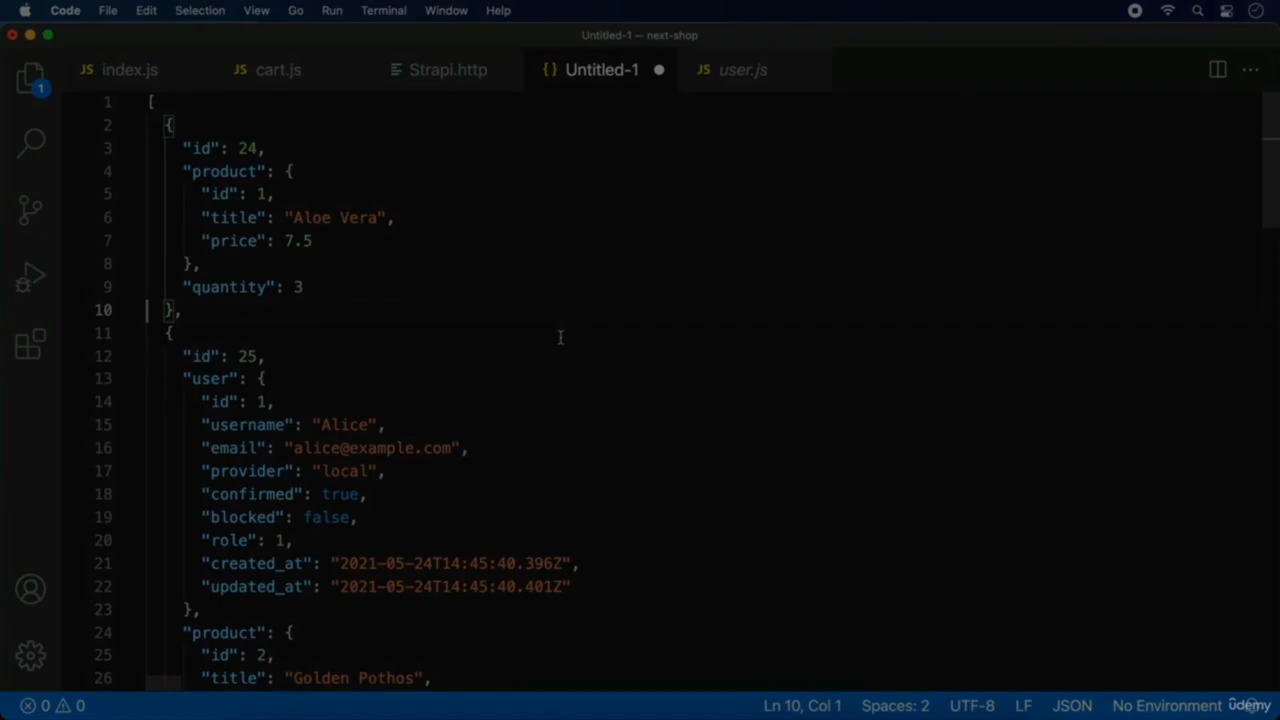 Code File Edit Selection View Go Run Terminal Window Help
Untitled-1 — next-shop
1
JS index.js JS cart.js Strapi.http {} Untitled-1 JS user.js
1 [
2 {
3 "id": 24,
4 "product": {
5 "id": 1,
6 "title": "Aloe Vera",
7 "price": 7.5
8 },
9 "quantity": 3
10 },
11 {
12 "id": 25,
13 "user": {
14 "id": 1,
15 "username": "Alice",
16 "email": "alice@example.com",
17 "provider": "local",
18 "confirmed": true,
19 "blocked": false,
20 "role": 1,
21 "created_at": "2021-05-24T14:45:40.396Z",
22 "updated_at": "2021-05-24T14:45:40.401Z"
23 },
24 "product": {
25 "id": 2,
26 "title": "Golden Pothos",
0 0 Ln 10, Col 1 Spaces: 2 UTF-8 LF JSON No Environment udemy